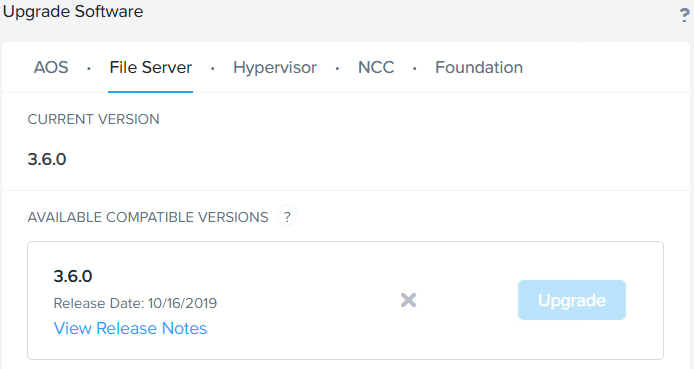 Upgrade Software ?
AOS · File Server · Hypervisor · NCC · Foundation
CURRENT VERSION
3.6.0
AVAILABLE COMPATIBLE VERSIONS ?
3.6.0
Release Date: 10/16/2019
View Release Notes
Upgrade